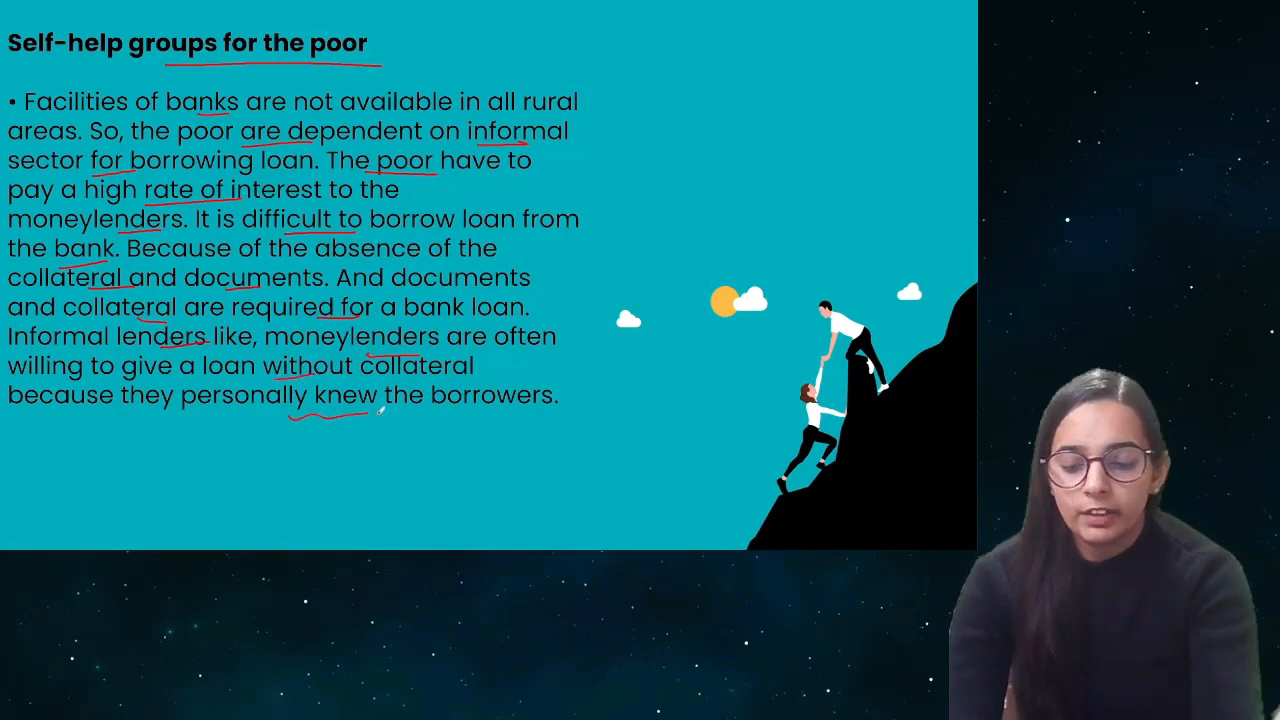 Self-help groups for the poor
• Facilities of banks are not available in all rural
areas. So, the poor are dependent on informal
sector for borrowing loan. The poor have to
pay a high rate of interest to the
moneylenders. It is difficult to borrow loan from
the bank. Because of the absence of the
collateral and documents. And documents
and collateral are required for a bank loan.
Informal lenders like, moneylenders are often
willing to give a loan without collateral
because they personally knew the borrowers.